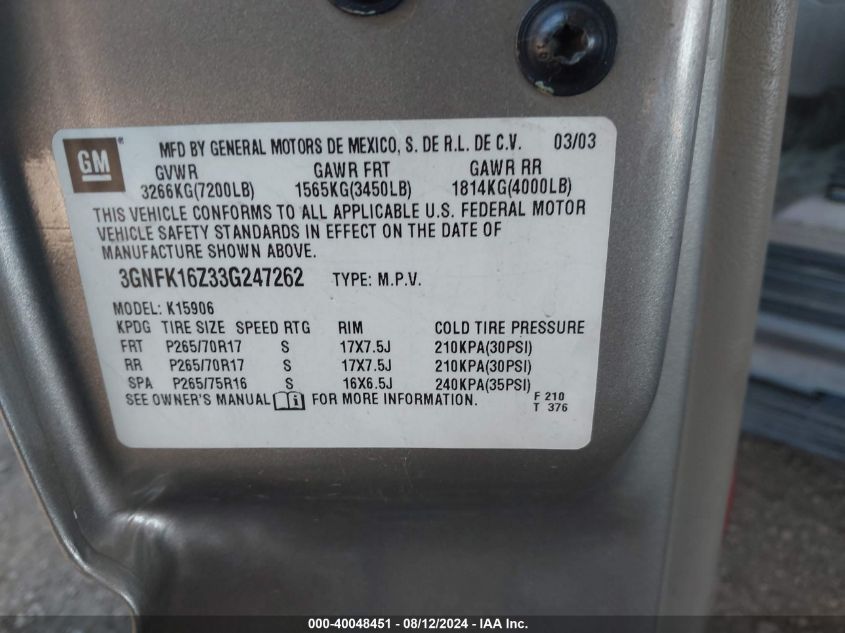 GM MFD BY GENERAL MOTORS DE MEXICO, S. DE R.L. DE C.V. 03/03
GVWR GAWR FRT GAWR RR
3266KG(7200LB) 1565KG(3450LB) 1814KG(4000LB)
THIS VEHICLE CONFORMS TO ALL APPLICABLE U.S. FEDERAL MOTOR
VEHICLE SAFETY STANDARDS IN EFFECT ON THE DATE OF
MANUFACTURE SHOWN ABOVE.
3GNFK16Z33G247262 TYPE: M.P.V.
MODEL: K15906
KPDG TIRE SIZE SPEED RTG RIM COLD TIRE PRESSURE
FRT P265/70R17 S 17X7.5J 210KPA(30PSI)
RR P265/70R17 S 17X7.5J 210KPA(30PSI)
SPA P265/75R16 S 16X6.5J 240KPA(35PSI)
SEE OWNER'S MANUAL FOR MORE INFORMATION. F 210
T 376
000-40048451 - 08/12/2024 - IAA Inc.